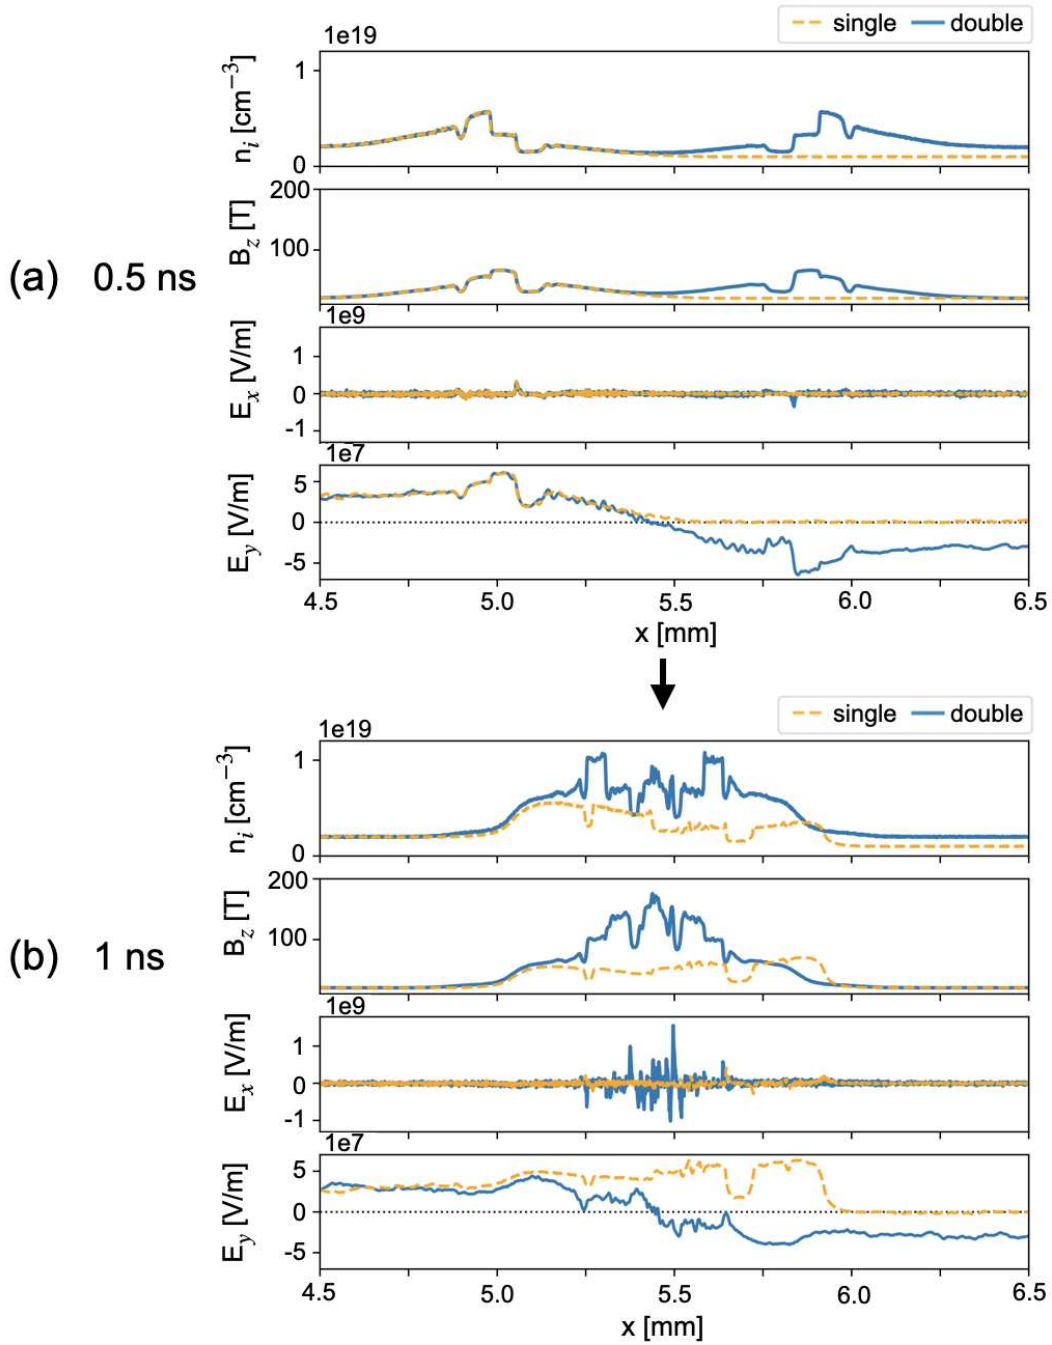 single double
1e19
n_i [cm⁻³]
1
0
B_z [T]
200
100
(a) 0.5 ns
1e9
E_x [V/m]
1
0
-1
1e7
E_y [V/m]
5
0
-5
4.5 5.0 5.5 6.0 6.5
x [mm]
single double
1e19
n_i [cm⁻³]
1
0
B_z [T]
200
100
(b) 1 ns
1e9
E_x [V/m]
1
0
-1
1e7
E_y [V/m]
5
0
-5
4.5 5.0 5.5 6.0 6.5
x [mm]